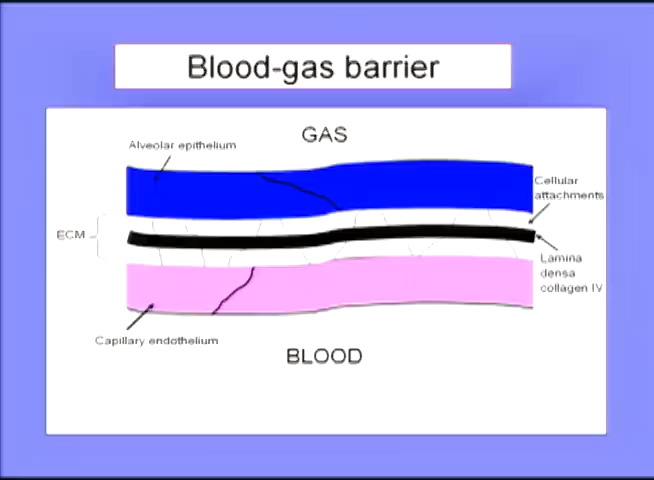 Blood-gas barrier
GAS
Alveolar epithelium
Cellular
attachments
ECM
Lamina
densa
collagen IV
Capillary endothelium
BLOOD